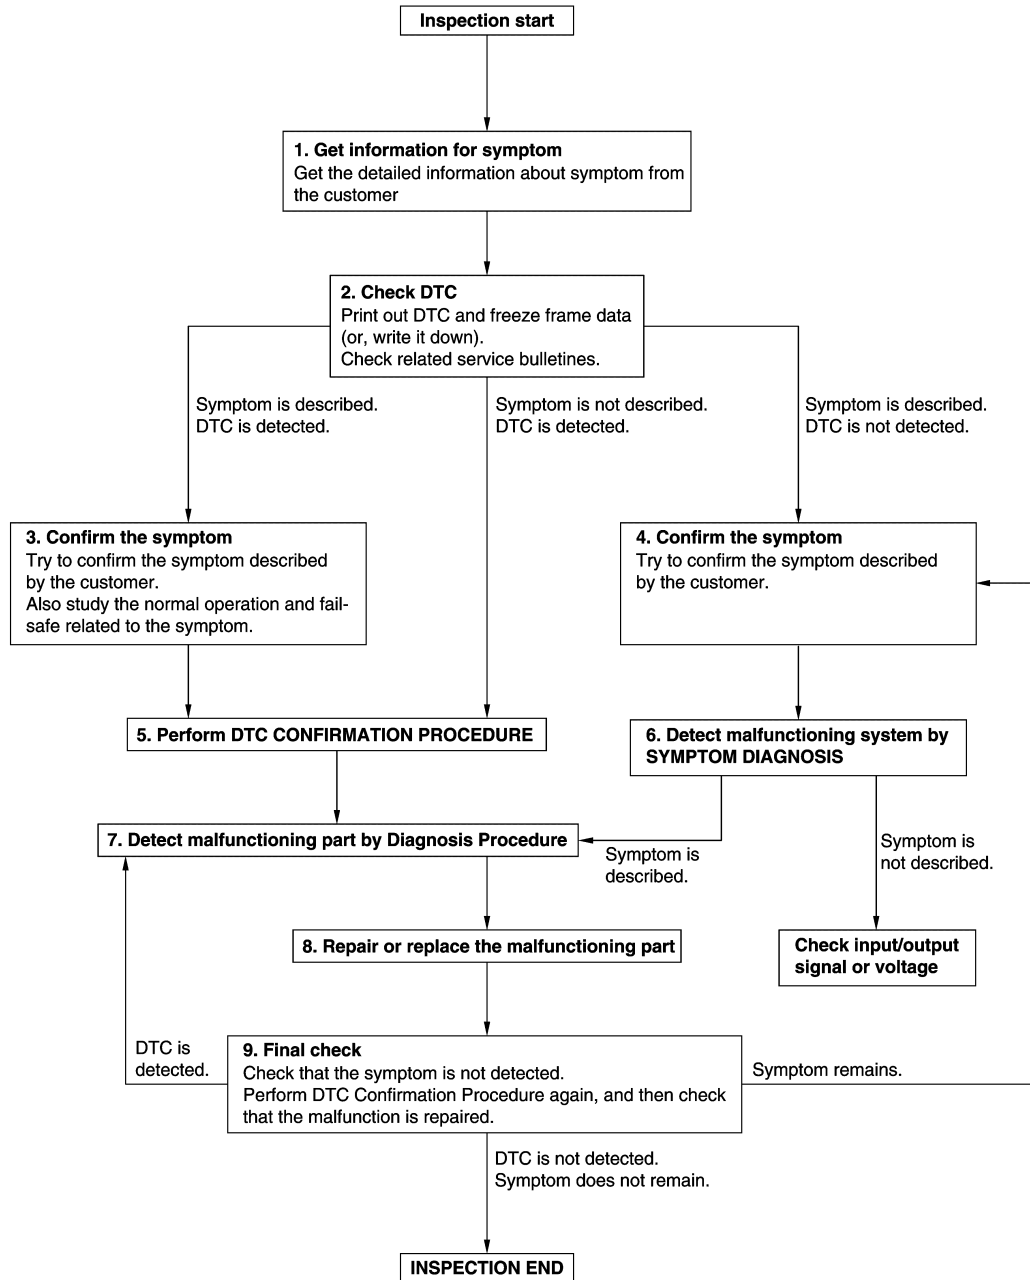 Inspection start
1. Get information for symptom
Get the detailed information about symptom from
the customer
2. Check DTC
Print out DTC and freeze frame data
(or, write it down).
Check related service bulletines.
Symptom is described.
DTC is detected.
Symptom is not described.
DTC is detected.
Symptom is described.
DTC is not detected.
3. Confirm the symptom
Try to confirm the symptom described
by the customer.
Also study the normal operation and fail-
safe related to the symptom.
4. Confirm the symptom
Try to confirm the symptom described
by the customer.
5. Perform DTC CONFIRMATION PROCEDURE
6. Detect malfunctioning system by
SYMPTOM DIAGNOSIS
7. Detect malfunctioning part by Diagnosis Procedure
Symptom is
described.
Symptom is
not described.
8. Repair or replace the malfunctioning part
Check input/output
signal or voltage
DTC is
detected.
9. Final check
Check that the symptom is not detected.
Perform DTC Confirmation Procedure again, and then check
that the malfunction is repaired.
Symptom remains.
DTC is not detected.
Symptom does not remain.
INSPECTION END